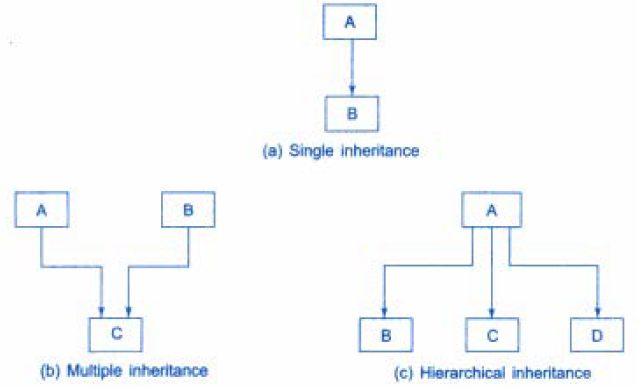 A
B
(a) Single inheritance
A B
A
C
B C D
(b) Multiple inheritance
(c) Hierarchical inheritance